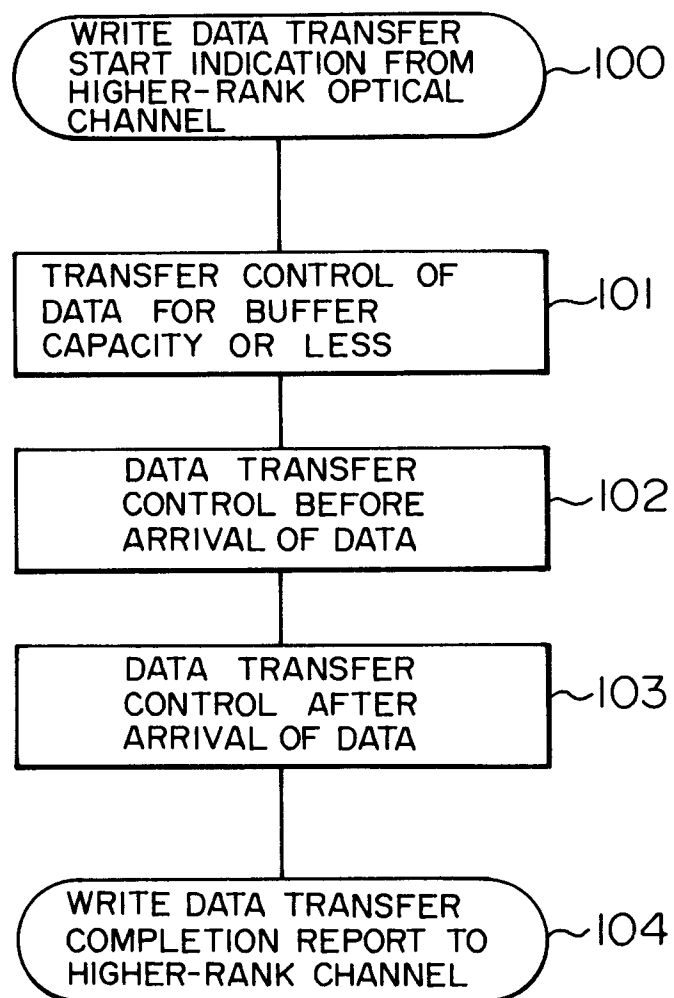 WRITE DATA TRANSFER
START INDICATION FROM
HIGHER-RANK OPTICAL
CHANNEL
100
TRANSFER CONTROL OF
DATA FOR BUFFER
CAPACITY OR LESS
101
DATA TRANSFER
CONTROL BEFORE
ARRIVAL OF DATA
102
DATA TRANSFER
CONTROL AFTER
ARRIVAL OF DATA
103
WRITE DATA TRANSFER
COMPLETION REPORT TO
HIGHER-RANK CHANNEL
104